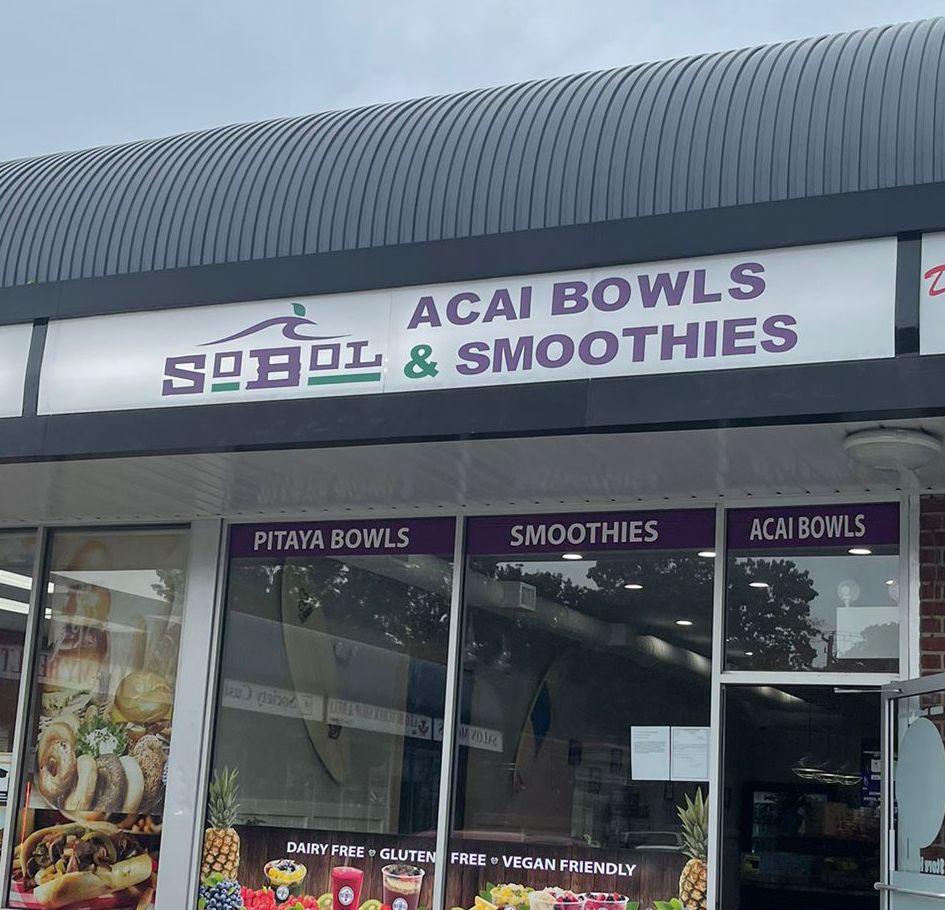 SOBOL
ACAI BOWLS
& SMOOTHIES
PITAYA BOWLS
SMOOTHIES
ACAI BOWLS
DAIRY FREE GLUTEN FREE VEGAN FRIENDLY